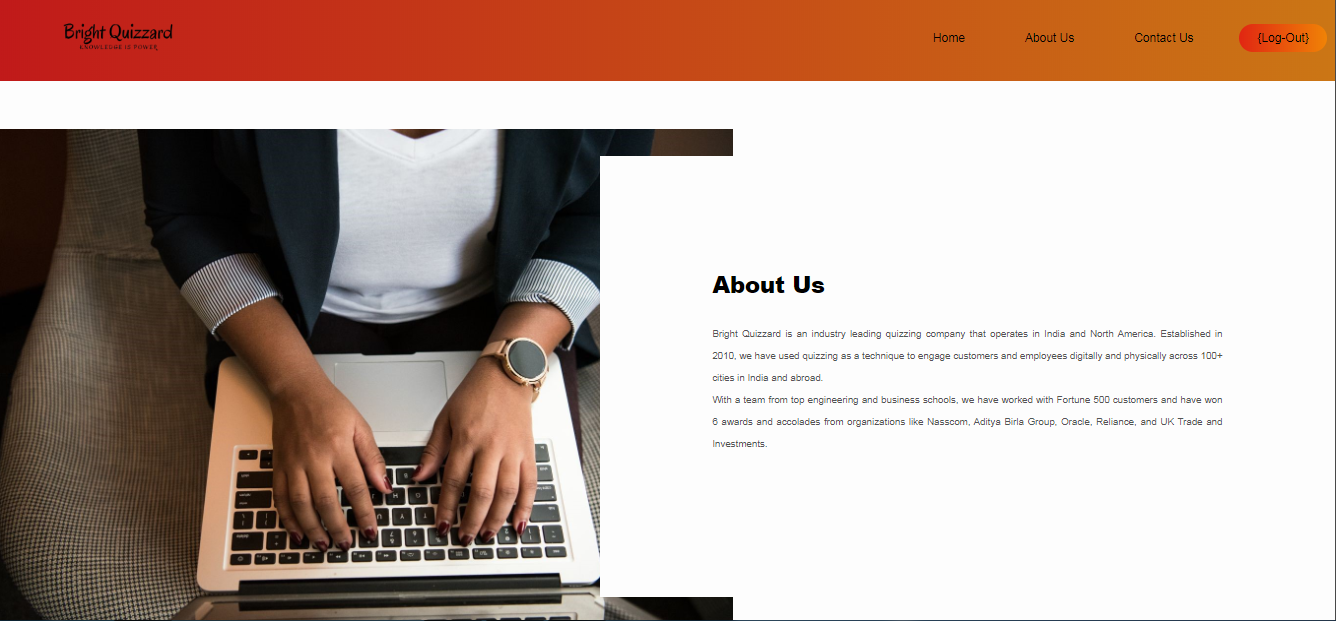 Bright Quizzard
KNOWLEDGE IS POWER
Home
About Us
Contact Us
{Log-Out}
About Us
Bright Quizzard is an industry leading quizzing company that operates in India and North America. Established in
2010, we have used quizzing as a technique to engage customers and employees digitally and physically across 100+
cities in India and abroad.
With a team from top engineering and business schools, we have worked with Fortune 500 customers and have won
6 awards and accolades from organizations like Nasscom, Aditya Birla Group, Oracle, Reliance, and UK Trade and
Investments.